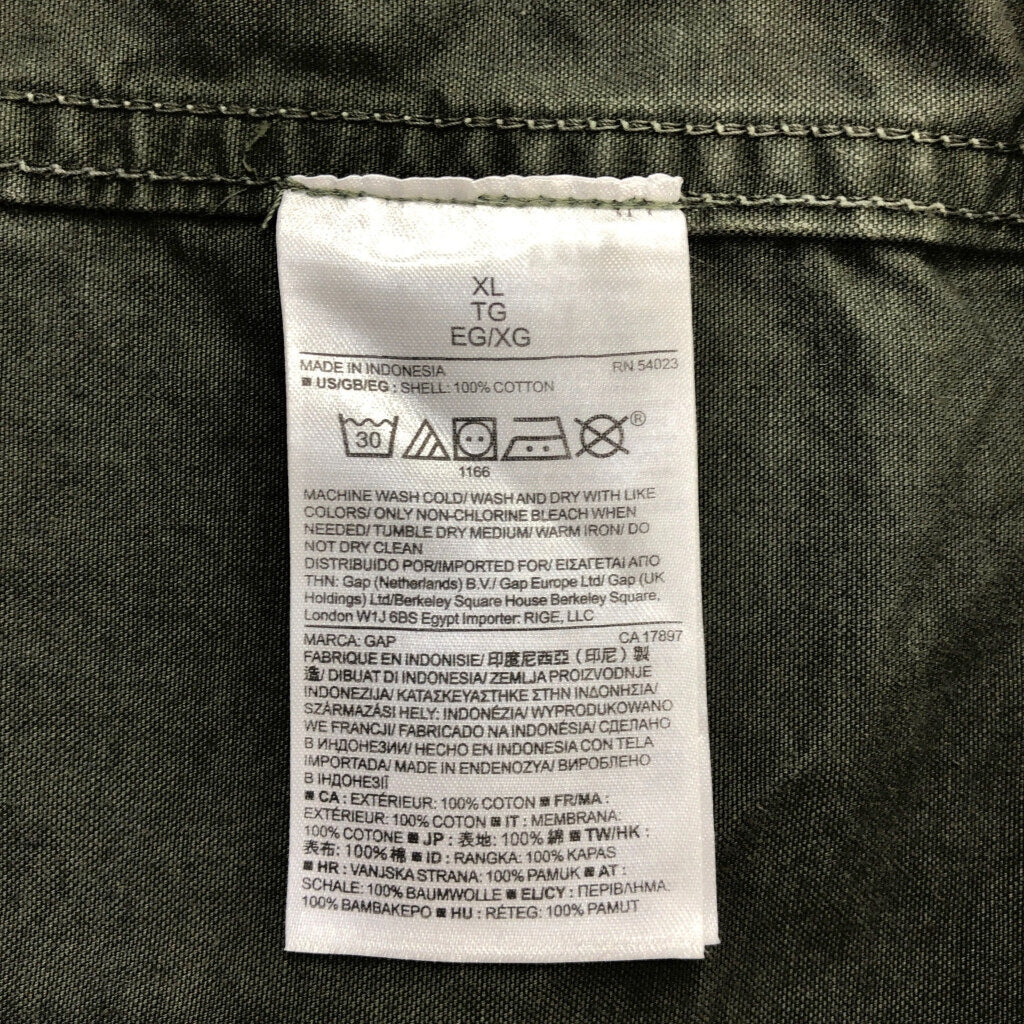 XL
TG
EG/XG
MADE IN INDONESIA RN 54023
▣ US/GB/EG : SHELL: 100% COTTON
30 ®
1166
MACHINE WASH COLD/ WASH AND DRY WITH LIKE
COLORS/ ONLY NON-CHLORINE BLEACH WHEN
NEEDED/ TUMBLE DRY MEDIUM/ WARM IRON/ DO
NOT DRY CLEAN
DISTRIBUIDO POR/IMPORTED FOR/ ΕΙΣΑΓΕΤΑΙ ΑΠΟ
ΤΗΝ: Gap (Netherlands) B.V./ Gap Europe Ltd/ Gap (UK
Holdings) Ltd/Berkeley Square House Berkeley Square,
London W1J 6BS Egypt Importer: RIGE, LLC
MARCA: GAP CA 17897
FABRIQUE EN INDONISIE/ 印度尼西亞（印尼）製
造/ DIBUAT DI INDONESIA/ ZEMLJA PROIZVODNJE
INDONEZIJA/ ΚΑΤΑΣΚΕΥΑΣΤΗΚΕ ΣΤΗΝ ΙΝΔΟΝΗΣΙΑ/
SZÁRMAZÁSI HELY: INDONÉZIA/ WYPRODUKOWANO
WE FRANCJI/ FABRICADO NA INDONÉSIA/ СДЕЛАНО
В ИНДОНЕЗИИ/ HECHO EN INDONESIA CON TELA
IMPORTADA/ MADE IN ENDENOZYA/ ВИРОБЛЕНО
В ІНДОНЕЗІЇ
▣ CA : EXTÉRIEUR: 100% COTON ▣ FR/MA :
EXTÉRIEUR: 100% COTON ▣ IT : MEMBRANA:
100% COTONE ▣ JP : 表地: 100% 綿 ▣ TW/HK :
表布: 100% 棉 ▣ ID : RANGKA: 100% KAPAS
▣ HR : VANJSKA STRANA: 100% PAMUK ▣ AT :
SCHALE: 100% BAUMWOLLE ▣ EL/CY : ΠΕΡΙΒΛΗΜΑ:
100% ΒΑΜΒΑΚΕΡΟ ▣ HU : RÉTEG: 100% PAMUT